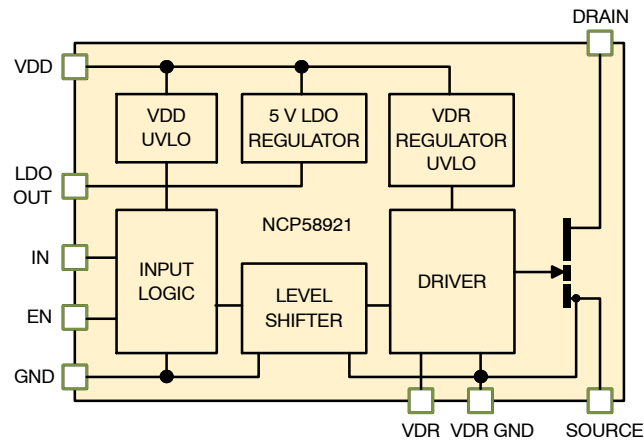 DRAIN
VDD
VDD
UVLO
5 V LDO
REGULATOR
VDR
REGULATOR
UVLO
LDO
OUT
NCP58921
IN
INPUT
LOGIC
DRIVER
LEVEL
SHIFTER
EN
GND
VDR
VDR GND
SOURCE